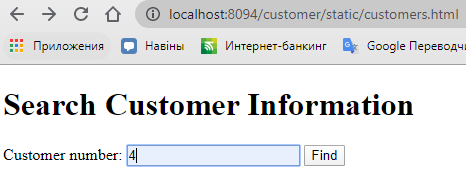 localhost:8094/customer/static/customers.html
Приложения Навіны Интернет-банкинг Google Переводч
Search Customer Information
Customer number: 4 Find